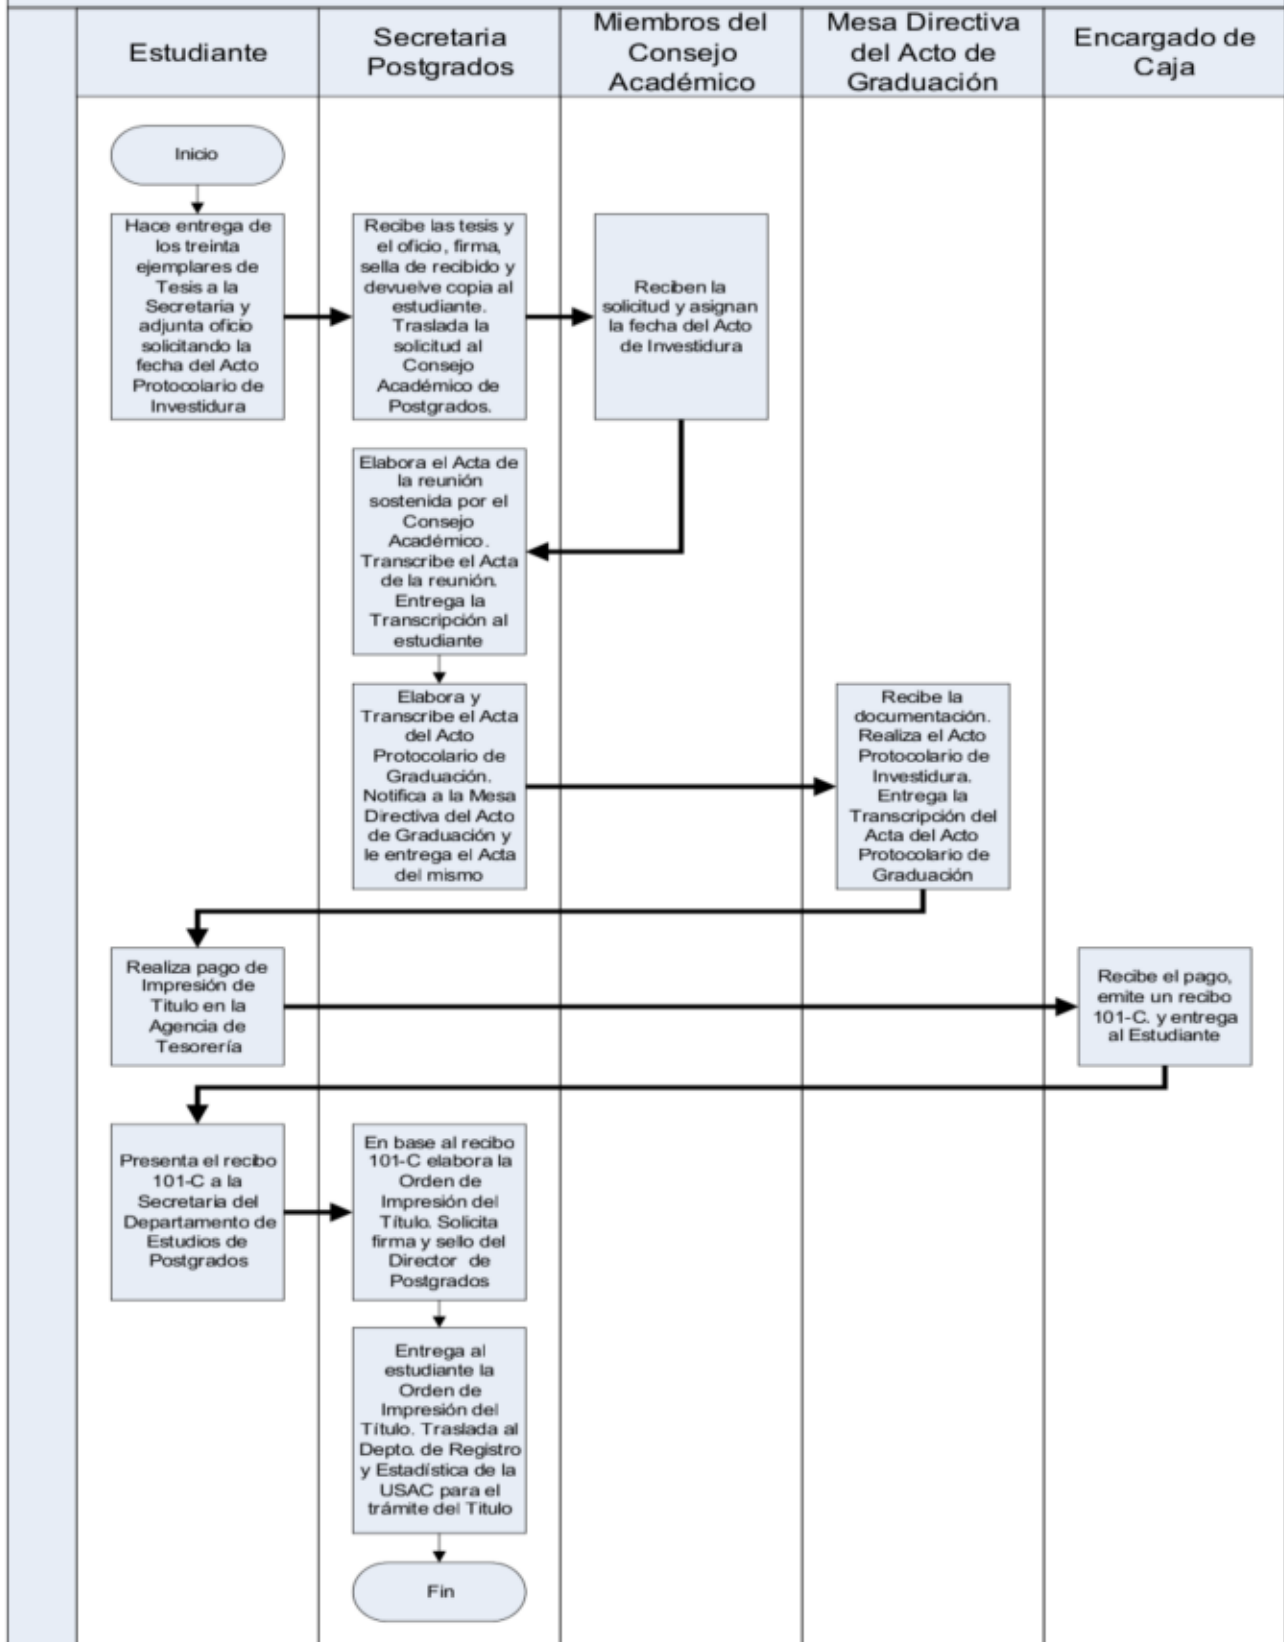 Estudiante
Secretaria
Postgrados
Miembros del
Consejo
Académico
Mesa Directiva
del Acto de
Graduación
Encargado de
Caja
Inicio
Hace entrega de
los treinta
ejemplares de
Tesis a la
Secretaria y
adjunta oficio
solicitando la
fecha del Acto
Protocolario de
Investidura
Recibe las tesis y
el oficio, firma,
sella de recibido y
devuelve copia al
estudiante.
Traslada la
solicitud al
Consejo
Académico de
Postgrados.
Reciben la
solicitud y asignan
la fecha del Acto
de Investidura
Elabora el Acta de
la reunión
sostenida por el
Consejo
Académico.
Transcribe el Acta
de la reunión.
Entrega la
Transcripción al
estudiante
Elabora y
Transcribe el Acta
del Acto
Protocolario de
Graduación.
Notifica a la Mesa
Directiva del Acto
de Graduación y
le entrega el Acta
del mismo
Recibe la
documentación.
Realiza el Acto
Protocolario de
Investidura.
Entrega la
Transcripción del
Acta del Acto
Protocolario de
Graduación
Realiza pago de
Impresión de
Titulo en la
Agencia de
Tesorería
Recibe el pago,
emite un recibo
101-C. y entrega
al Estudiante
Presenta el recibo
101-C a la
Secretaria del
Departamento de
Estudios de
Postgrados
En base al recibo
101-C elabora la
Orden de
Impresión del
Título. Solicita
firma y sello del
Director de
Postgrados
Entrega al
estudiante la
Orden de
Impresión del
Título. Traslada al
Depto. de Registro
y Estadística de la
USAC para el
trámite del Titulo
Fin